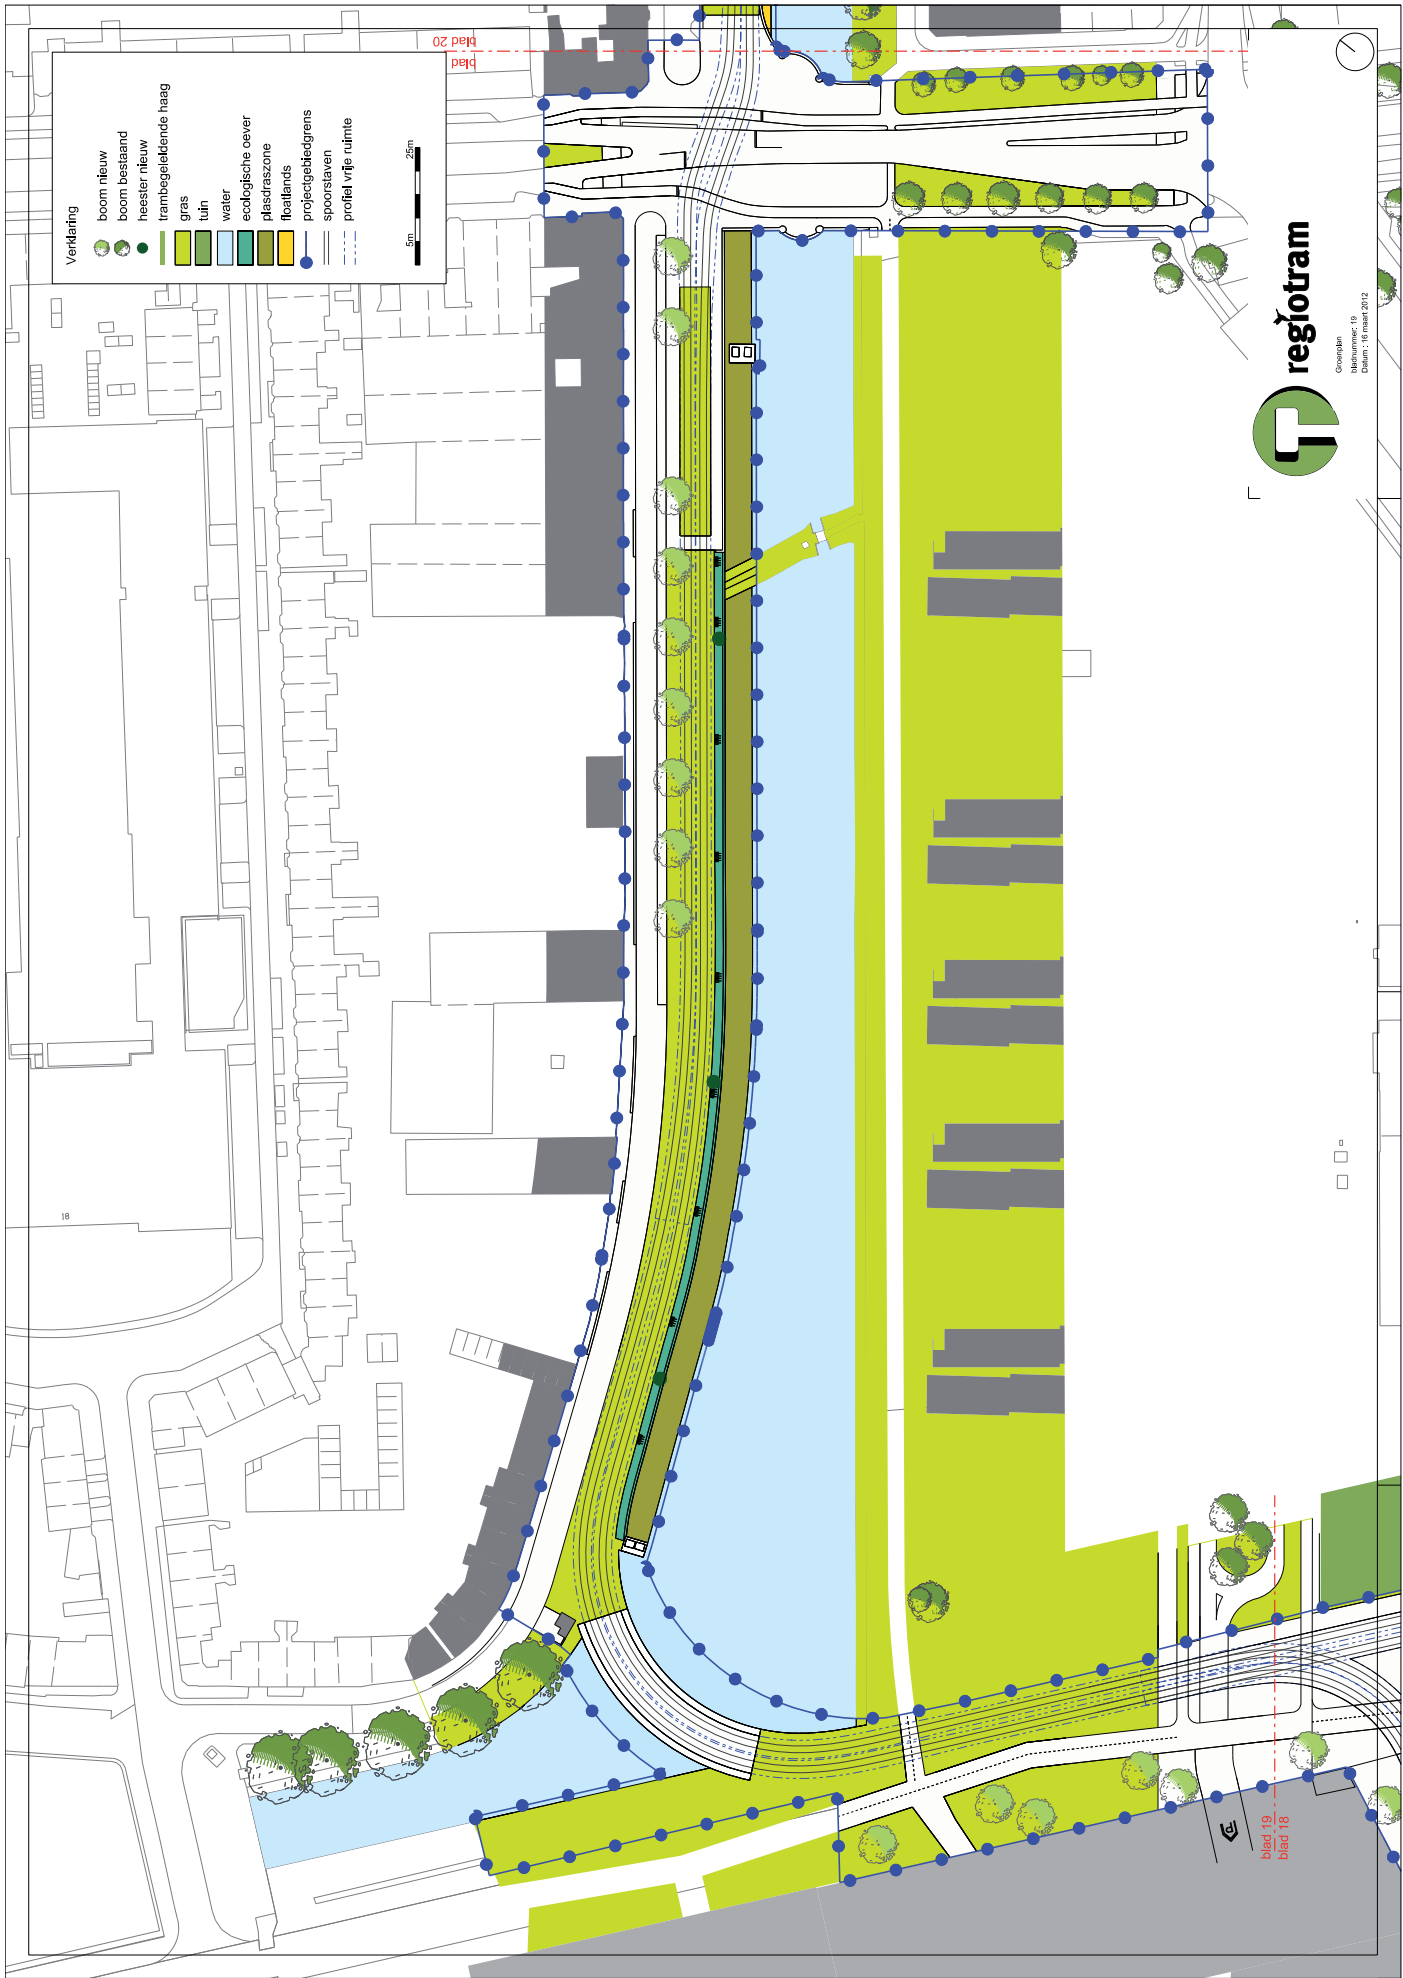 Verklaring
boom nieuw
boom bestaand
heester nieuw
trambegeleidende haag
gras
tuin
water
ecologische oever
plasdraszone
floatlands
projectgebiedgrens
spoorstaven
profiel vrije ruimte
5m 25m
blad 20
blad
18
regiotram
Groenplan
bladnummer: 19
Datum : 16 maart 2012
blad 19
blad 18